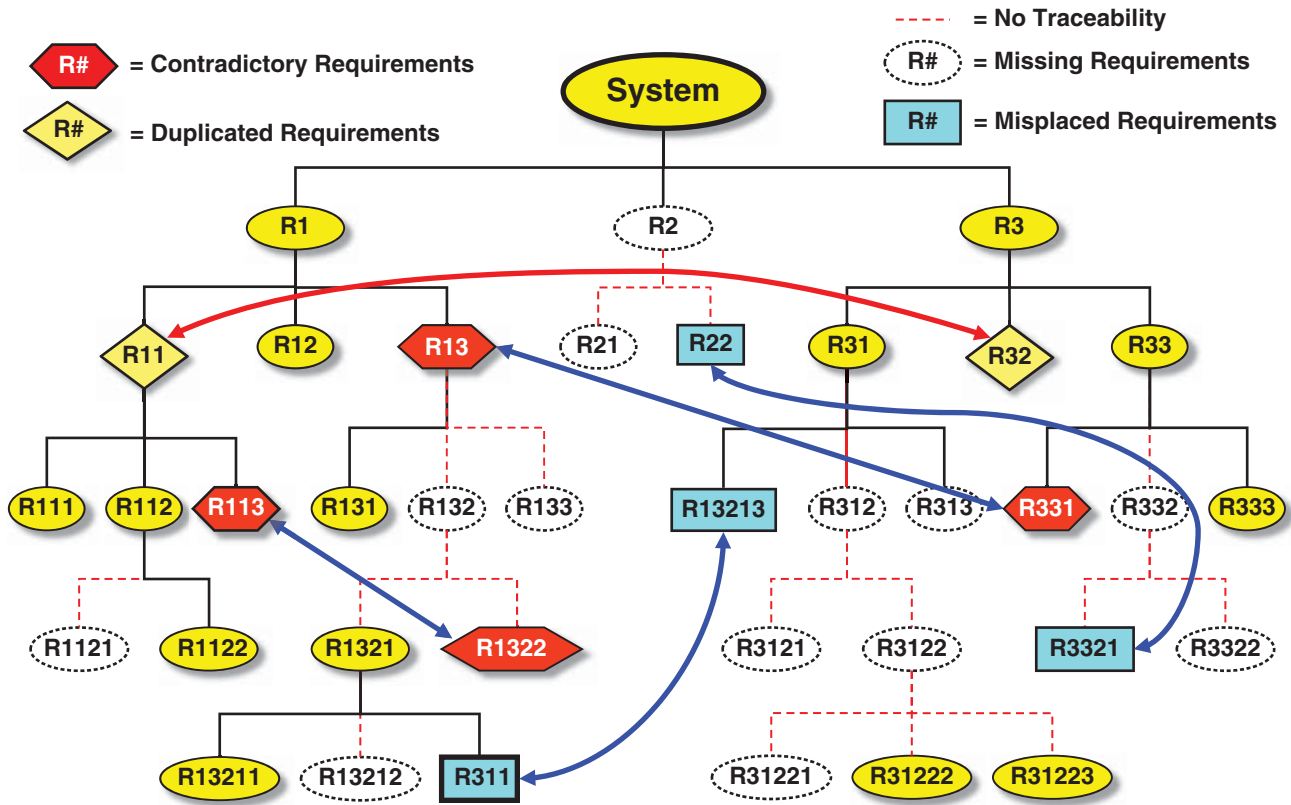 = No Traceability
R# = Contradictory Requirements
R# = Missing Requirements
System
R# = Duplicated Requirements
R# = Misplaced Requirements
R1 R2 R3
R11 R12 R13 R21 R22 R31 R32 R33
R111 R112 R113 R131 R132 R133 R13213 R312 R313 R331 R332 R333
R1121 R1122 R1321 R1322 R3121 R3122 R3321 R3322
R13211 R13212 R311 R31221 R31222 R31223